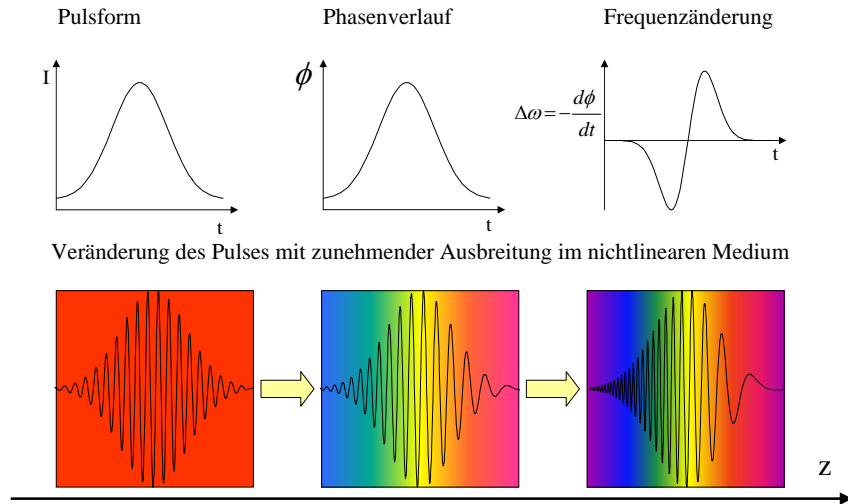 Pulsform Phasenverlauf Frequenzänderung
I
t
ϕ
t
Δω = −dϕ/dt
t
Veränderung des Pulses mit zunehmender Ausbreitung im nichtlinearen Medium
z